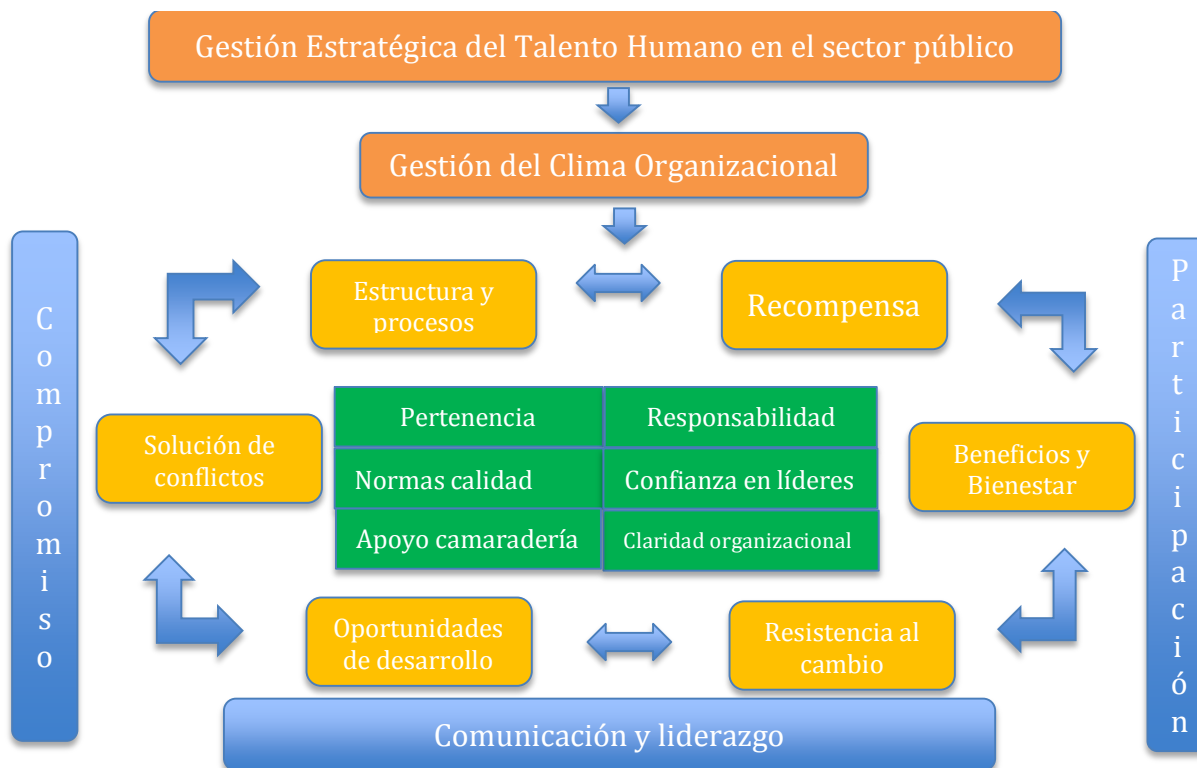 Gestión Estratégica del Talento Humano en el sector público
Gestión del Clima Organizacional
Compromiso
Participación
Estructura y
procesos
Recompensa
Solución de
conflictos
Pertenencia
Responsabilidad
Normas calidad
Confianza en líderes
Apoyo camaradería
Claridad organizacional
Beneficios y
Bienestar
Oportunidades
de desarrollo
Resistencia al
cambio
Comunicación y liderazgo